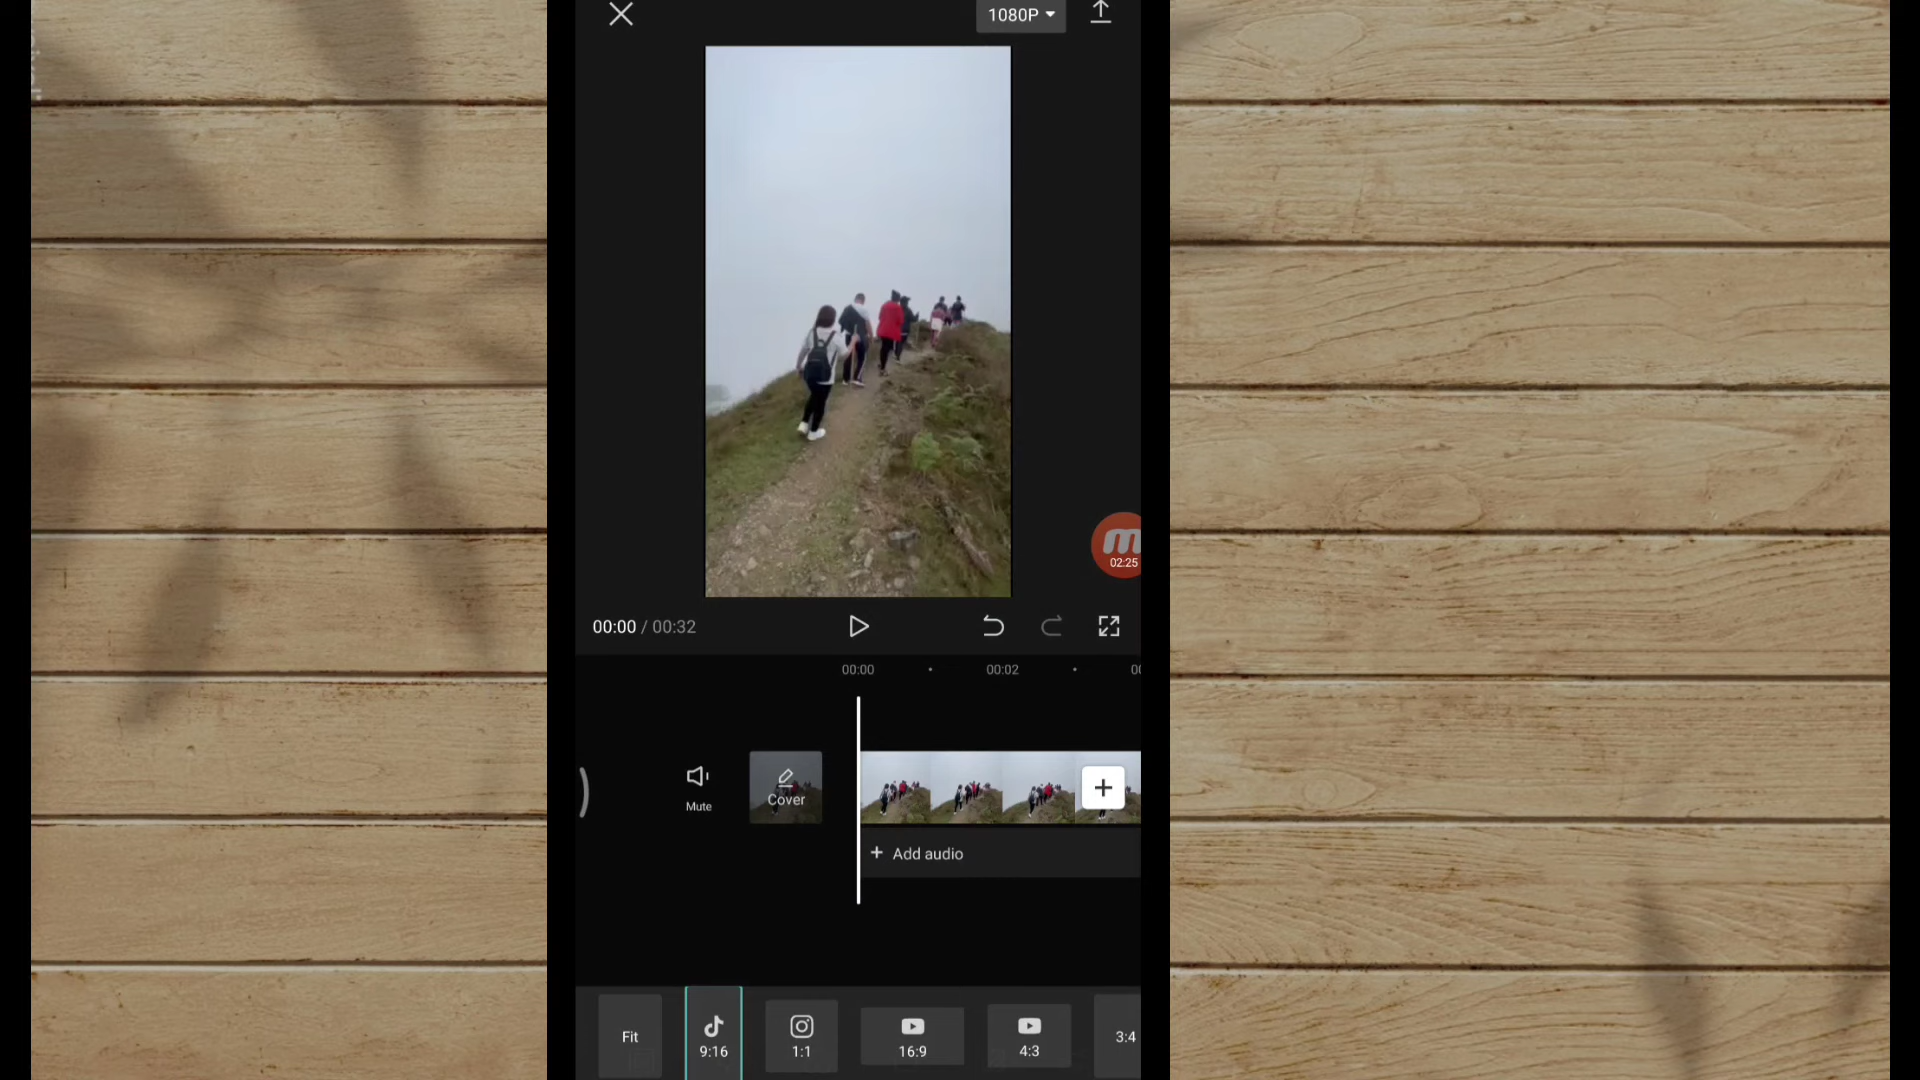 1080P
m
02:25
00:00 / 00:32
00:00
00:02
Mute
Cover
+ Add audio
Fit
9:16
1:1
16:9
4:3
3:4